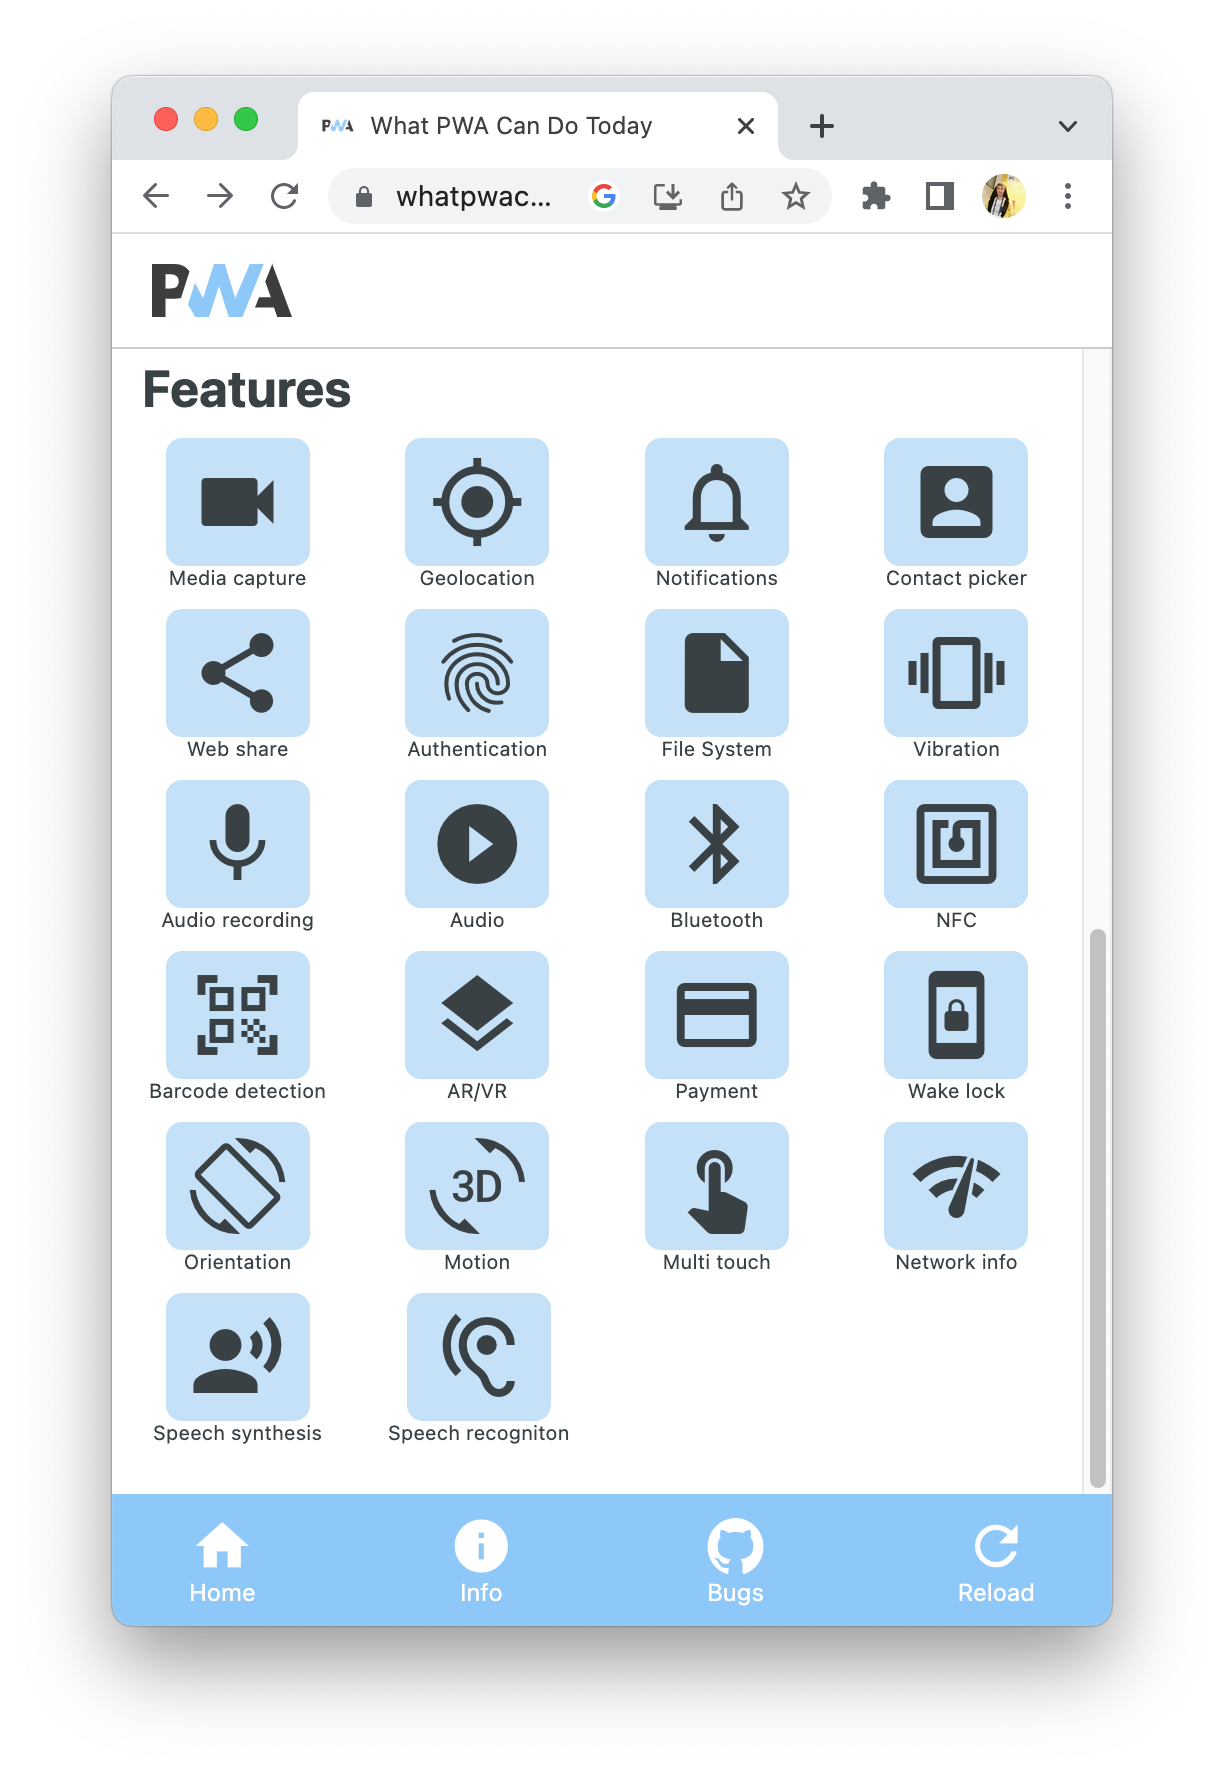 PWA What PWA Can Do Today
whatpwac...
PWA
Features
Media capture Geolocation Notifications Contact picker
Web share Authentication File System Vibration
Audio recording Audio Bluetooth NFC
Barcode detection AR/VR Payment Wake lock
3D
Orientation Motion Multi touch Network info
Speech synthesis Speech recogniton
Home Info Bugs Reload